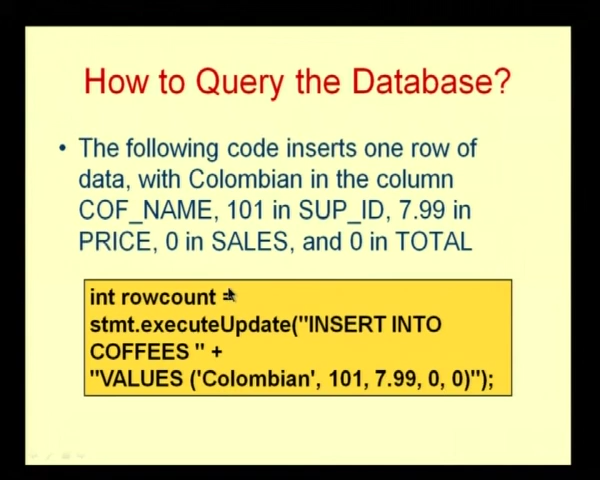 How to Query the Database?
• The following code inserts one row of
data, with Colombian in the column
COF_NAME, 101 in SUP_ID, 7.99 in
PRICE, 0 in SALES, and 0 in TOTAL
int rowcount =
stmt.executeUpdate("INSERT INTO
COFFEES " +
"VALUES ('Colombian', 101, 7.99, 0, 0)");